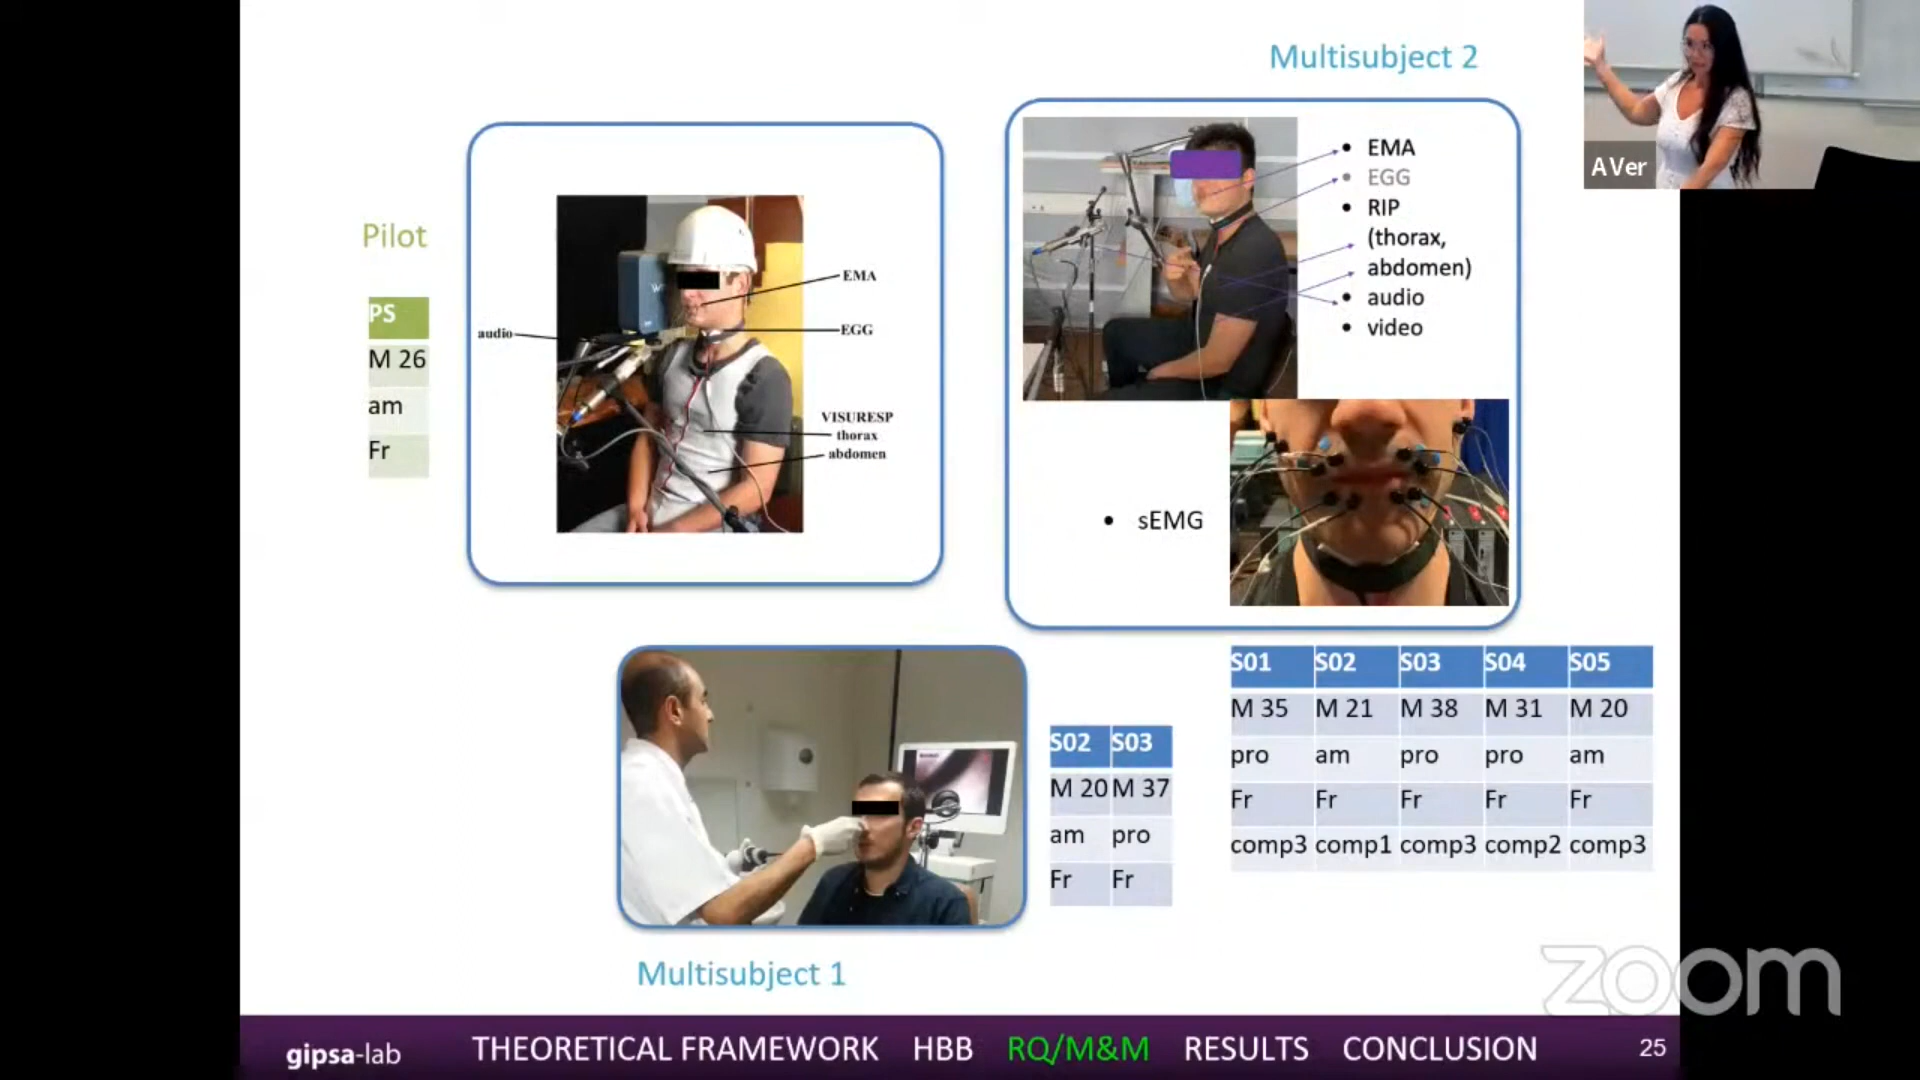 Multisubject 2
A Ver
Pilot
PS
M 26
am
Fr
audio
EMA
EGG
VISURESP
thorax
abdomen
• EMA
• EGG
• RIP
(thorax,
abdomen)
• audio
• video
• sEMG
S02 S03
M 20 M 37
am pro
Fr Fr
S01 S02 S03 S04 S05
M 35 M 21 M 38 M 31 M 20
pro am pro pro am
Fr Fr Fr Fr Fr
comp3 comp1 comp3 comp2 comp3
Multisubject 1
zoom
gipsa-lab THEORETICAL FRAMEWORK HBB RQ/M&M RESULTS CONCLUSION 25